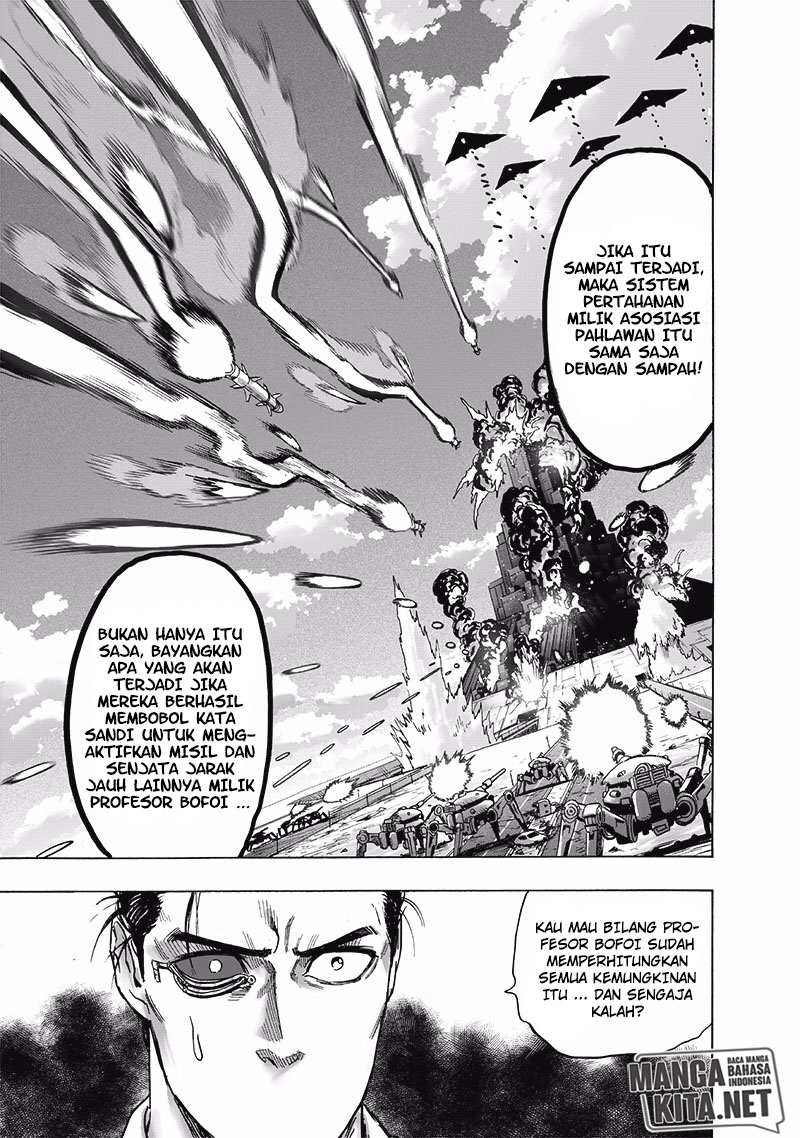 JIKA ITU
SAMPAI TERJADI,
MAKA SISTEM
PERTAHANAN
MILIK ASOSIASI
PAHLAWAN ITU
SAMA SAJA
DENGAN SAMPAH!
BUKAN HANYA ITU
SAJA, BAYANGKAN
APA YANG AKAN
TERJADI JIKA
MEREKA BERHASIL
MEMBOBOL KATA
SANDI UNTUK MENG-
AKTIFKAN MISIL DAN
SENJATA JARAK
JAUH LAINNYA MILIK
PROFESOR BOFOI ...
KAU MAU BILANG PRO-
FESOR BOFOI SUDAH
MEMPERHITUNGKAN
SEMUA KEMUNGKINAN
ITU ... DAN SENGAJA
KALAH?
MANGA
KITA.NET
BACA MANGA
BAHASA
INDONESIA